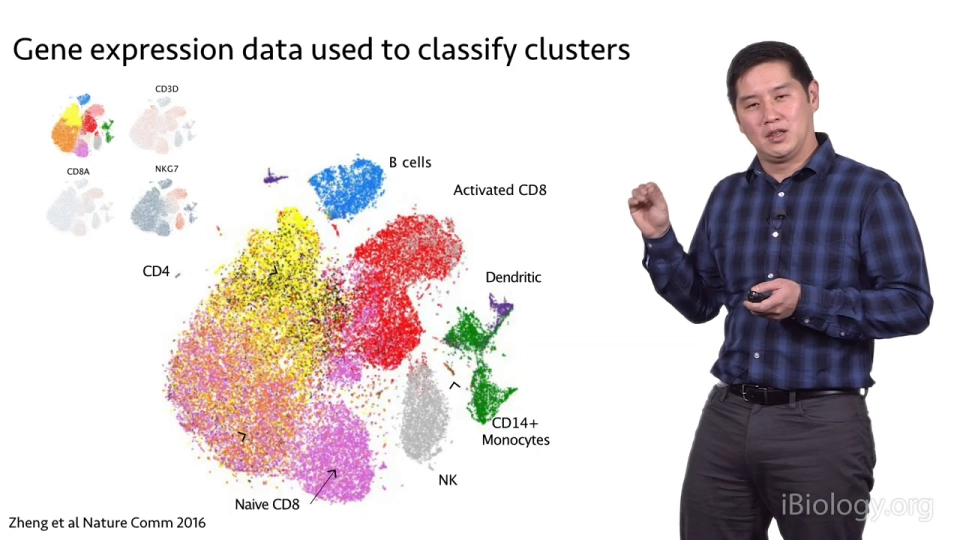 Gene expression data used to classify clusters
CD3D
CD8A
NKG7
B cells
Activated CD8
CD4
Dendritic
CD14+
Monocytes
NK
Naive CD8
Zheng et al Nature Comm 2016
iBiology.org